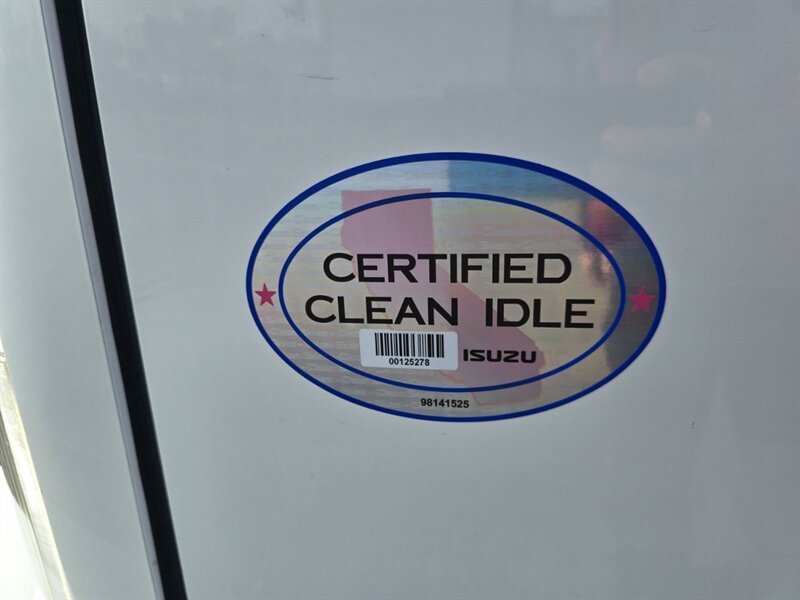 CERTIFIED
CLEAN IDLE
00125278
ISUZU
98141525